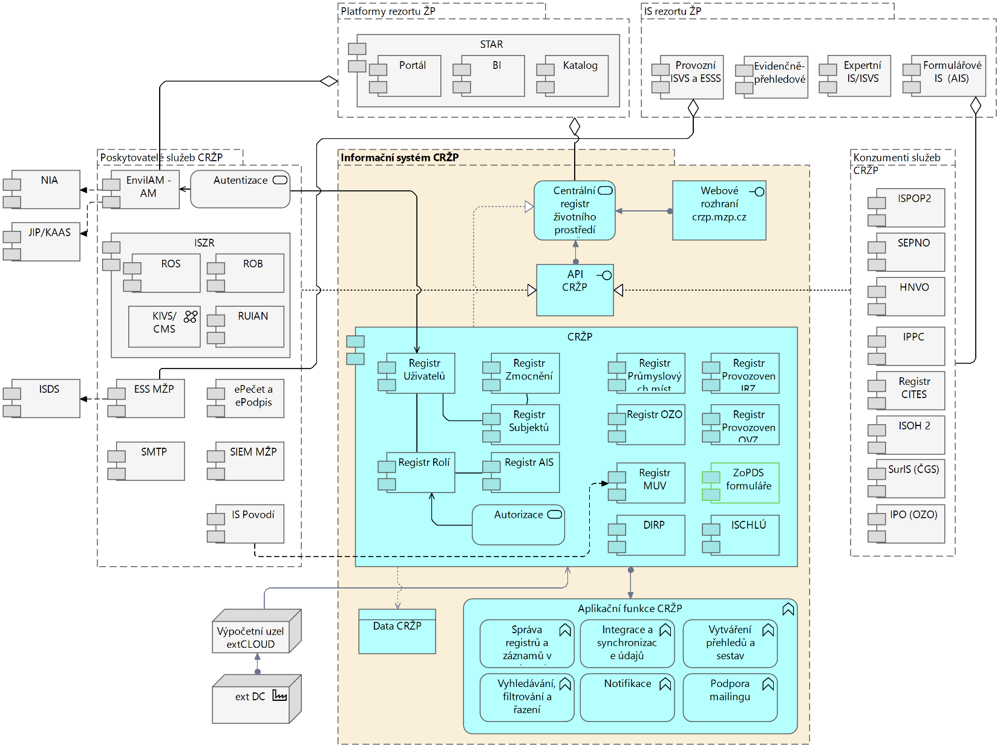 Platformy rezortu ŽP
STAR
Portál
BI
Katalog
IS rezortu ŽP
Provozní
ISVS a ESSS
Evidenčně-
přehledové
Expertní
IS/ISVS
Formulářové
IS (AIS)
NIA
JIP/KAAS
ISDS
Poskytovatelé služeb CRŽP
EnvilAM -
AM
Autentizace
ISZR
ROS
ROB
KIVS/
CMS
RUIAN
ESS MŽP
ePečet a
ePodpis
SMTP
SIEM MŽP
IS Povodí
Informační systém CRŽP
Centrální
registr
životního
prostředí
Webové
rozhraní
crzp.mzp.cz
API
CRŽP
CRŽP
Registr
Uživatelů
Registr
Zmocnění
Registr
Průmyslový
ch míst
Registr
Provozoven
IRZ
Registr
Subjektů
Registr OZO
Registr
Provozoven
OVZ
Registr Rolí
Registr AIS
Registr
MUV
ZoPDS
formuláře
Autorizace
DIRP
ISCHLÚ
Data CRŽP
Aplikační funkce CRŽP
Správa
registrů a
záznamů v
Integrace a
synchronizac
e údajů
Vytváření
přehledů a
sestav
Vyhledávání,
filtrování a
řazení
Notifikace
Podpora
mailingu
Výpočetní uzel
extCLOUD
ext DC
Konzumenti služeb
CRŽP
ISPOP2
SEPNO
HNVO
IPPC
Registr
CITES
ISOH 2
SurIS (ČGS)
IPO (OZO)